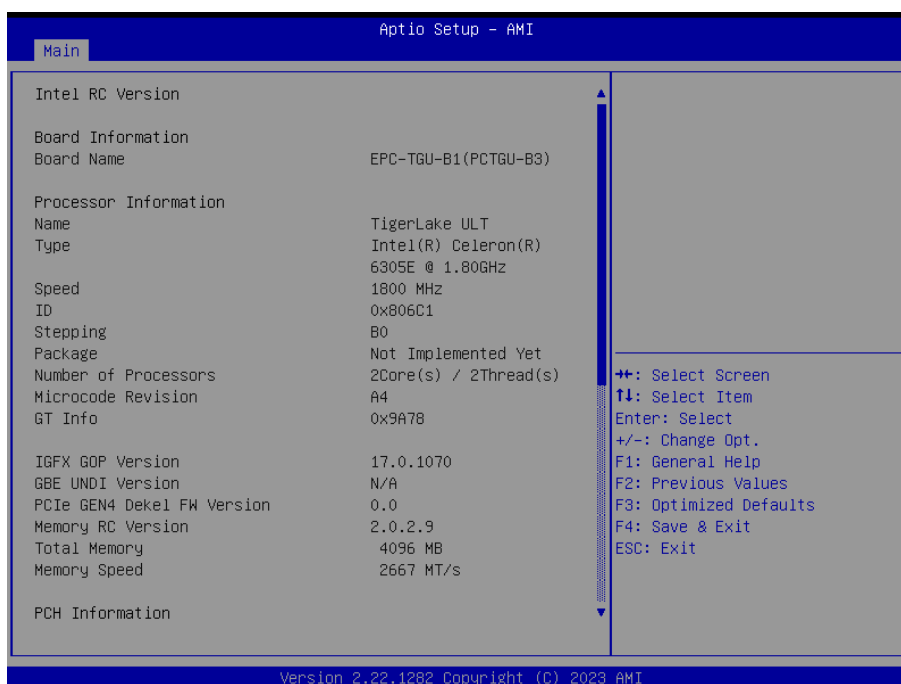 Aptio Setup – AMI
Main
Intel RC Version
Board Information
Board Name EPC-TGU-B1(PCTGU-B3)
Processor Information
Name TigerLake ULT
Type Intel(R) Celeron(R)
6305E @ 1.80GHz
Speed 1800 MHz
ID 0x806C1
Stepping B0
Package Not Implemented Yet
Number of Processors 2Core(s) / 2Thread(s)
Microcode Revision A4
GT Info 0x9A78
IGFX GOP Version 17.0.1070
GBE UNDI Version N/A
PCIe GEN4 Dekel FW Version 0.0
Memory RC Version 2.0.2.9
Total Memory 4096 MB
Memory Speed 2667 MT/s
PCH Information
→←: Select Screen
↑↓: Select Item
Enter: Select
+/-: Change Opt.
F1: General Help
F2: Previous Values
F3: Optimized Defaults
F4: Save & Exit
ESC: Exit
Version 2.22.1282 Copyright (C) 2023 AMI